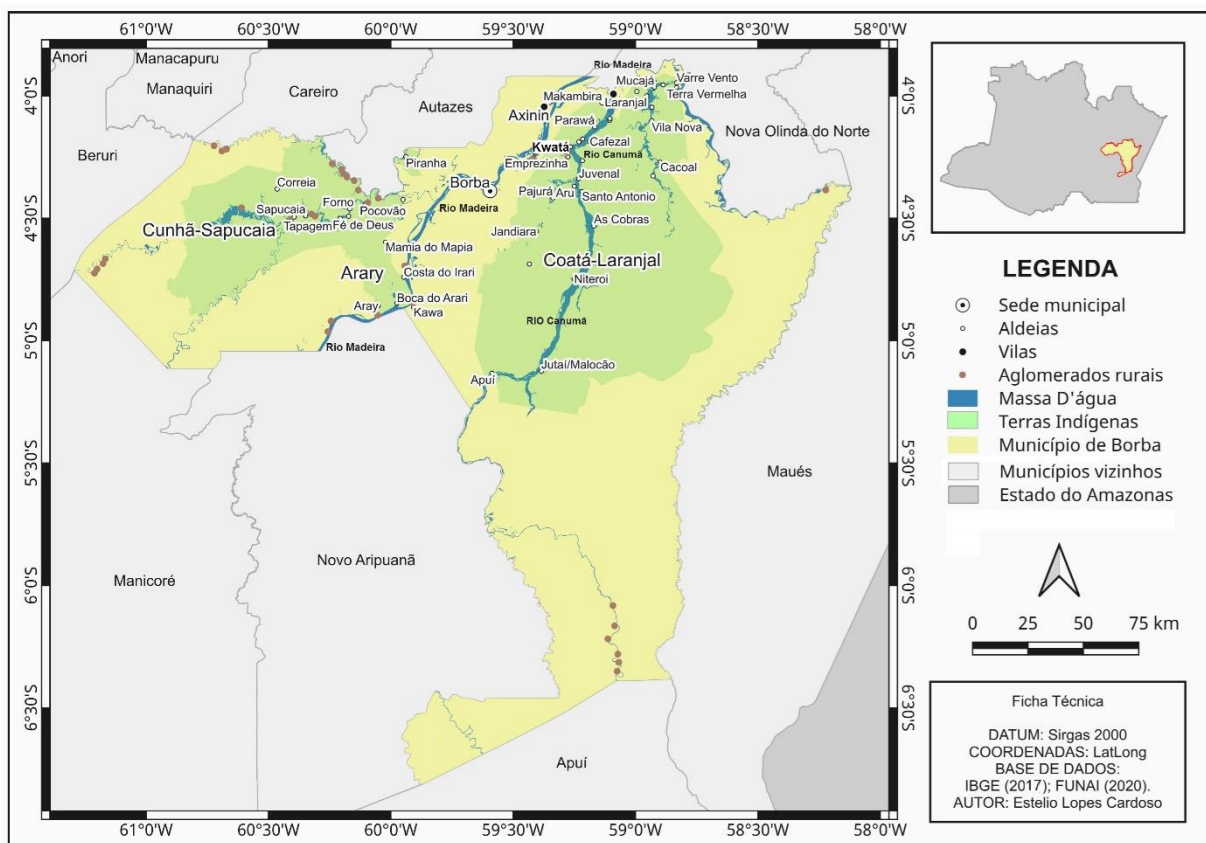 61°0'W 60°30'W 60°0'W 59°30'W 59°0'W 58°30'W 58°0'W
4°0'S
4°30'S
5°0'S
5°30'S
6°0'S
6°30'S
Anori
Manacapuru
Manaquiri
Careiro
Autazes
Beruri
Nova Olinda do Norte
Maués
Manicoré
Novo Aripuanã
Apuí
Rio Madeira
Mucajá
Varre Vento
Makambira
Terra Vermelha
Laranjal
Axinin
Parawá
Vila Nova
Kwatá
Cafezal
Rio Canumã
Piranha
Emprezinha
Juvenal
Cacoal
Correia
Borba
Pajurá
Aru
Santo Antonio
Sapucaia
Forno
Pocovão
Rio Madeira
As Cobras
Tapagem
Fé de Deus
Jandiara
Cunhã-Sapucaia
Mamia do Mapia
Coatá-Laranjal
Arary
Costa do Irari
Niteroi
Boca do Arari
Aray
Kawa
RIO Canumã
Rio Madeira
Jutaí/Malocão
Apuí
4°0'S
4°30'S
5°0'S
5°30'S
6°0'S
6°30'S
61°0'W 60°30'W 60°0'W 59°30'W 59°0'W 58°30'W 58°0'W
LEGENDA
Sede municipal
Aldeias
Vilas
Aglomerados rurais
Massa D'água
Terras Indígenas
Município de Borba
Municípios vizinhos
Estado do Amazonas
0 25 50 75 km
Ficha Técnica
DATUM: Sirgas 2000
COORDENADAS: LatLong
BASE DE DADOS:
IBGE (2017); FUNAI (2020).
AUTOR: Estelio Lopes Cardoso